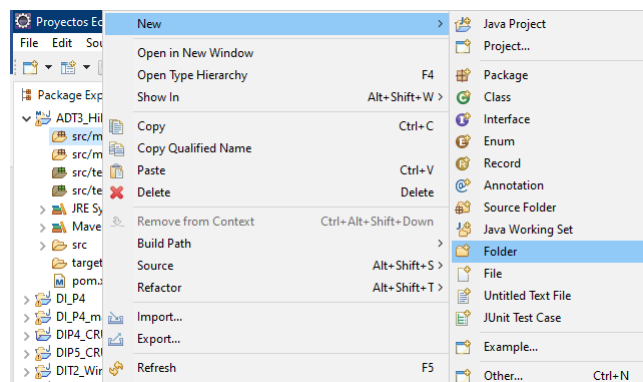 Proyectos Ec
File Edit Sou
Package Exp
ADT3_Hil
src/m
src/m
src/te
src/te
JRE Sy
Mave
src
target
pom.x
DI_P4
DI_P4_m
DIP4_CRU
DIP5_CRU
DIT2_Wir
New >
Open in New Window
Open Type Hierarchy F4
Show In Alt+Shift+W >
Copy Ctrl+C
Copy Qualified Name
Paste Ctrl+V
Delete Delete
Remove from Context Ctrl+Alt+Shift+Down
Build Path >
Source Alt+Shift+S >
Refactor Alt+Shift+T >
Import...
Export...
Refresh F5
Java Project
Project...
Package
Class
Interface
Enum
Record
Annotation
Source Folder
Java Working Set
Folder
File
Untitled Text File
JUnit Test Case
Example...
Other... Ctrl+N